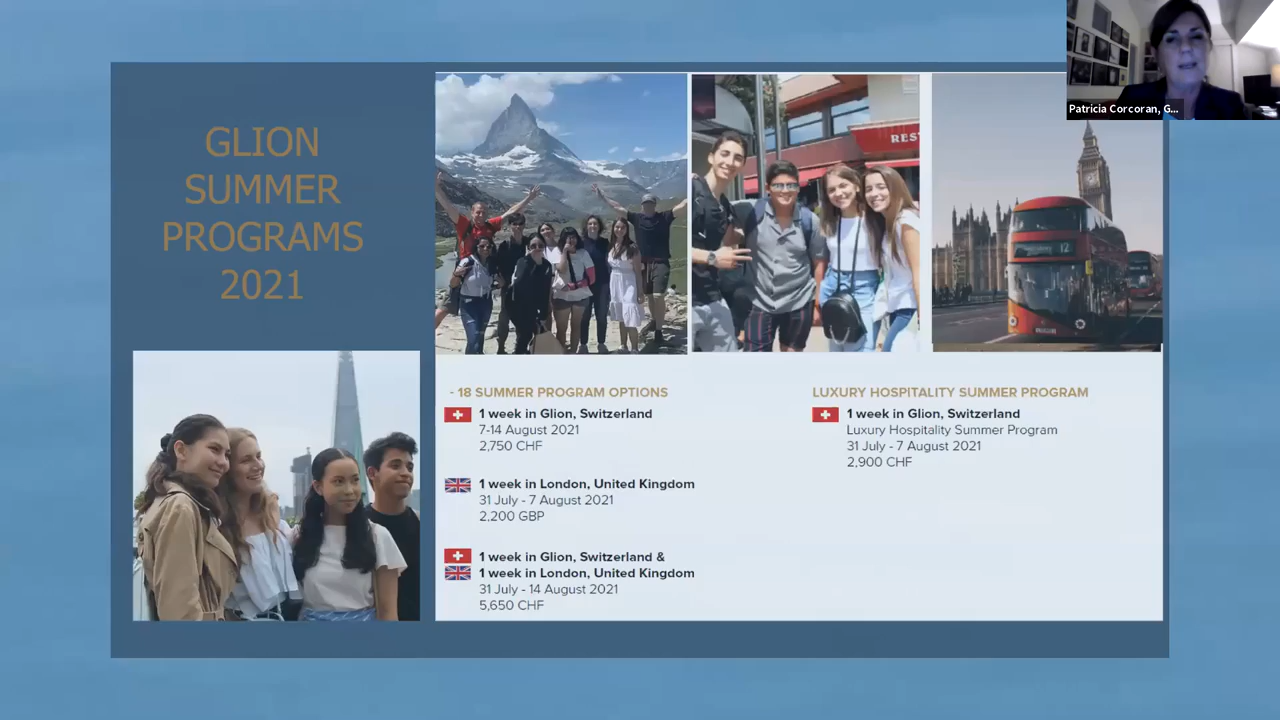 GLION
SUMMER
PROGRAMS
2021
Patricia Corcoran, G...
RES
12
- 18 SUMMER PROGRAM OPTIONS
1 week in Glion, Switzerland
7-14 August 2021
2,750 CHF
1 week in London, United Kingdom
31 July - 7 August 2021
2,200 GBP
1 week in Glion, Switzerland &
1 week in London, United Kingdom
31 July - 14 August 2021
5,650 CHF
LUXURY HOSPITALITY SUMMER PROGRAM
1 week in Glion, Switzerland
Luxury Hospitality Summer Program
31 July - 7 August 2021
2,900 CHF